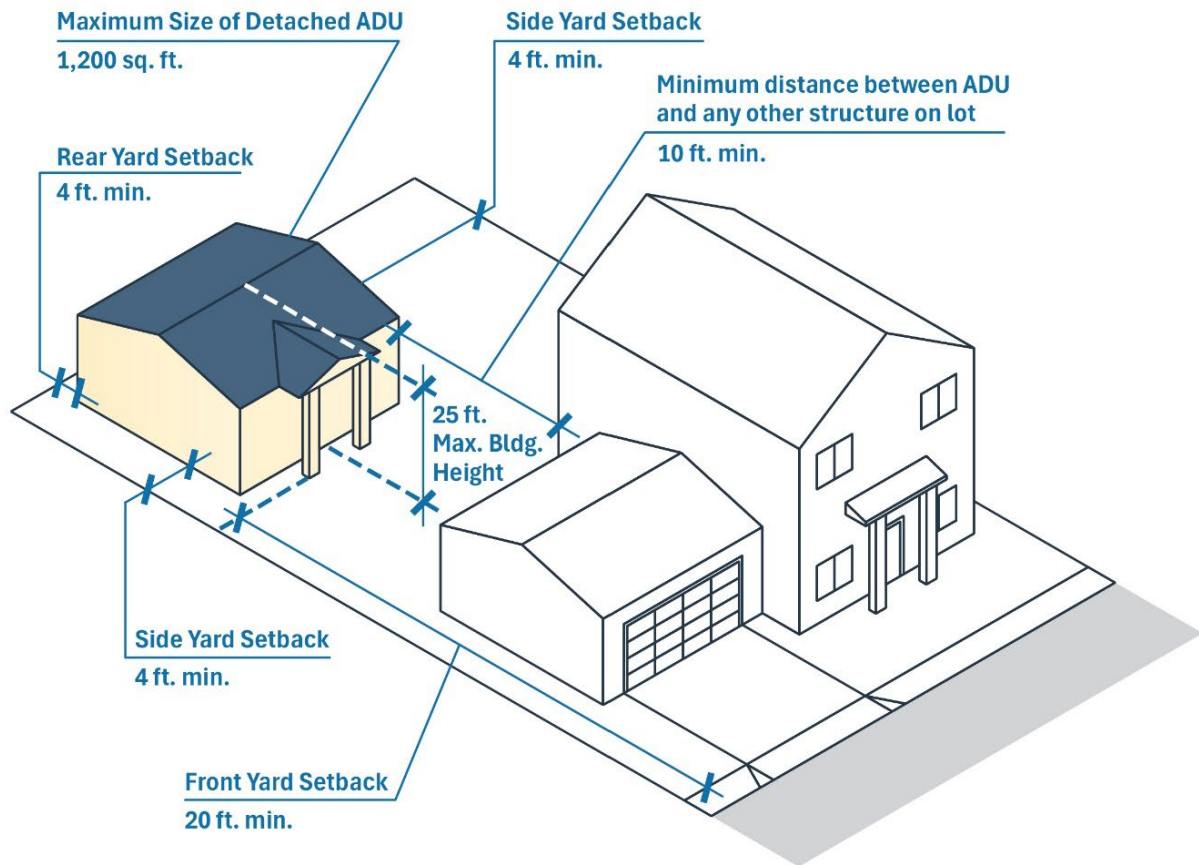 Maximum Size of Detached ADU
1,200 sq. ft.
Side Yard Setback
4 ft. min.
Minimum distance between ADU
and any other structure on lot
10 ft. min.
Rear Yard Setback
4 ft. min.
25 ft.
Max. Bldg.
Height
Side Yard Setback
4 ft. min.
Front Yard Setback
20 ft. min.